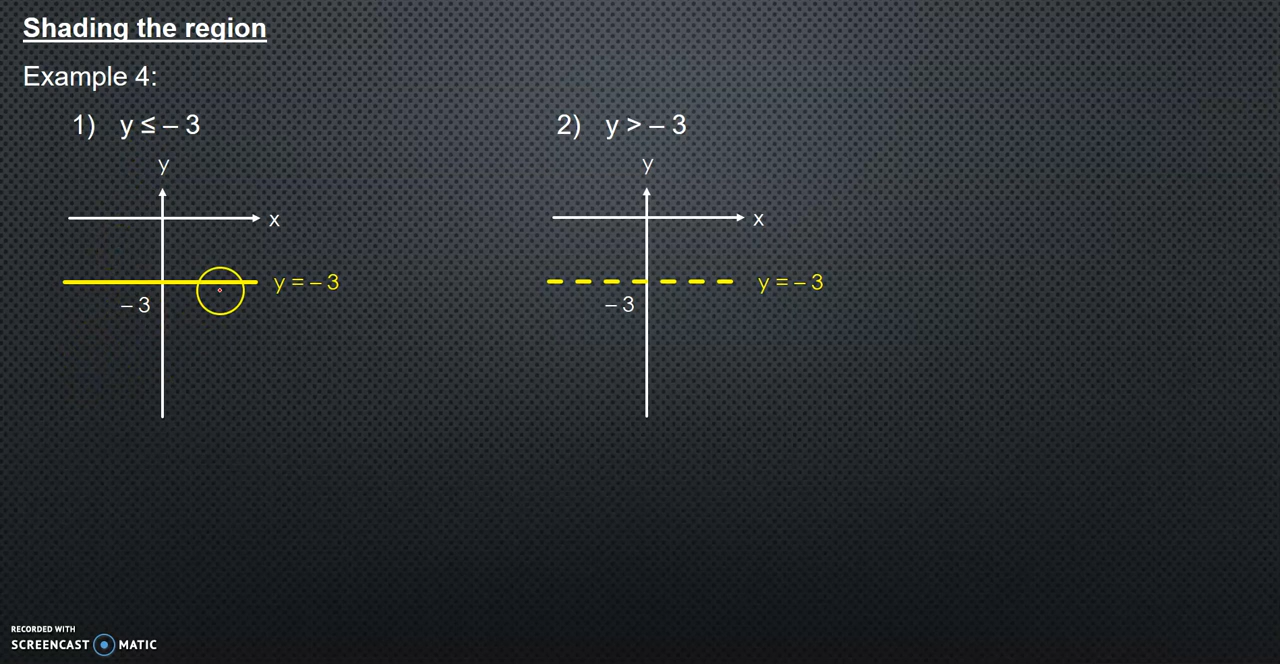 Shading the region
Example 4:
1) y ≤ – 3
2) y > – 3
y
x
y = – 3
– 3
y
x
y = – 3
– 3
RECORDED WITH
SCREENCAST MATIC